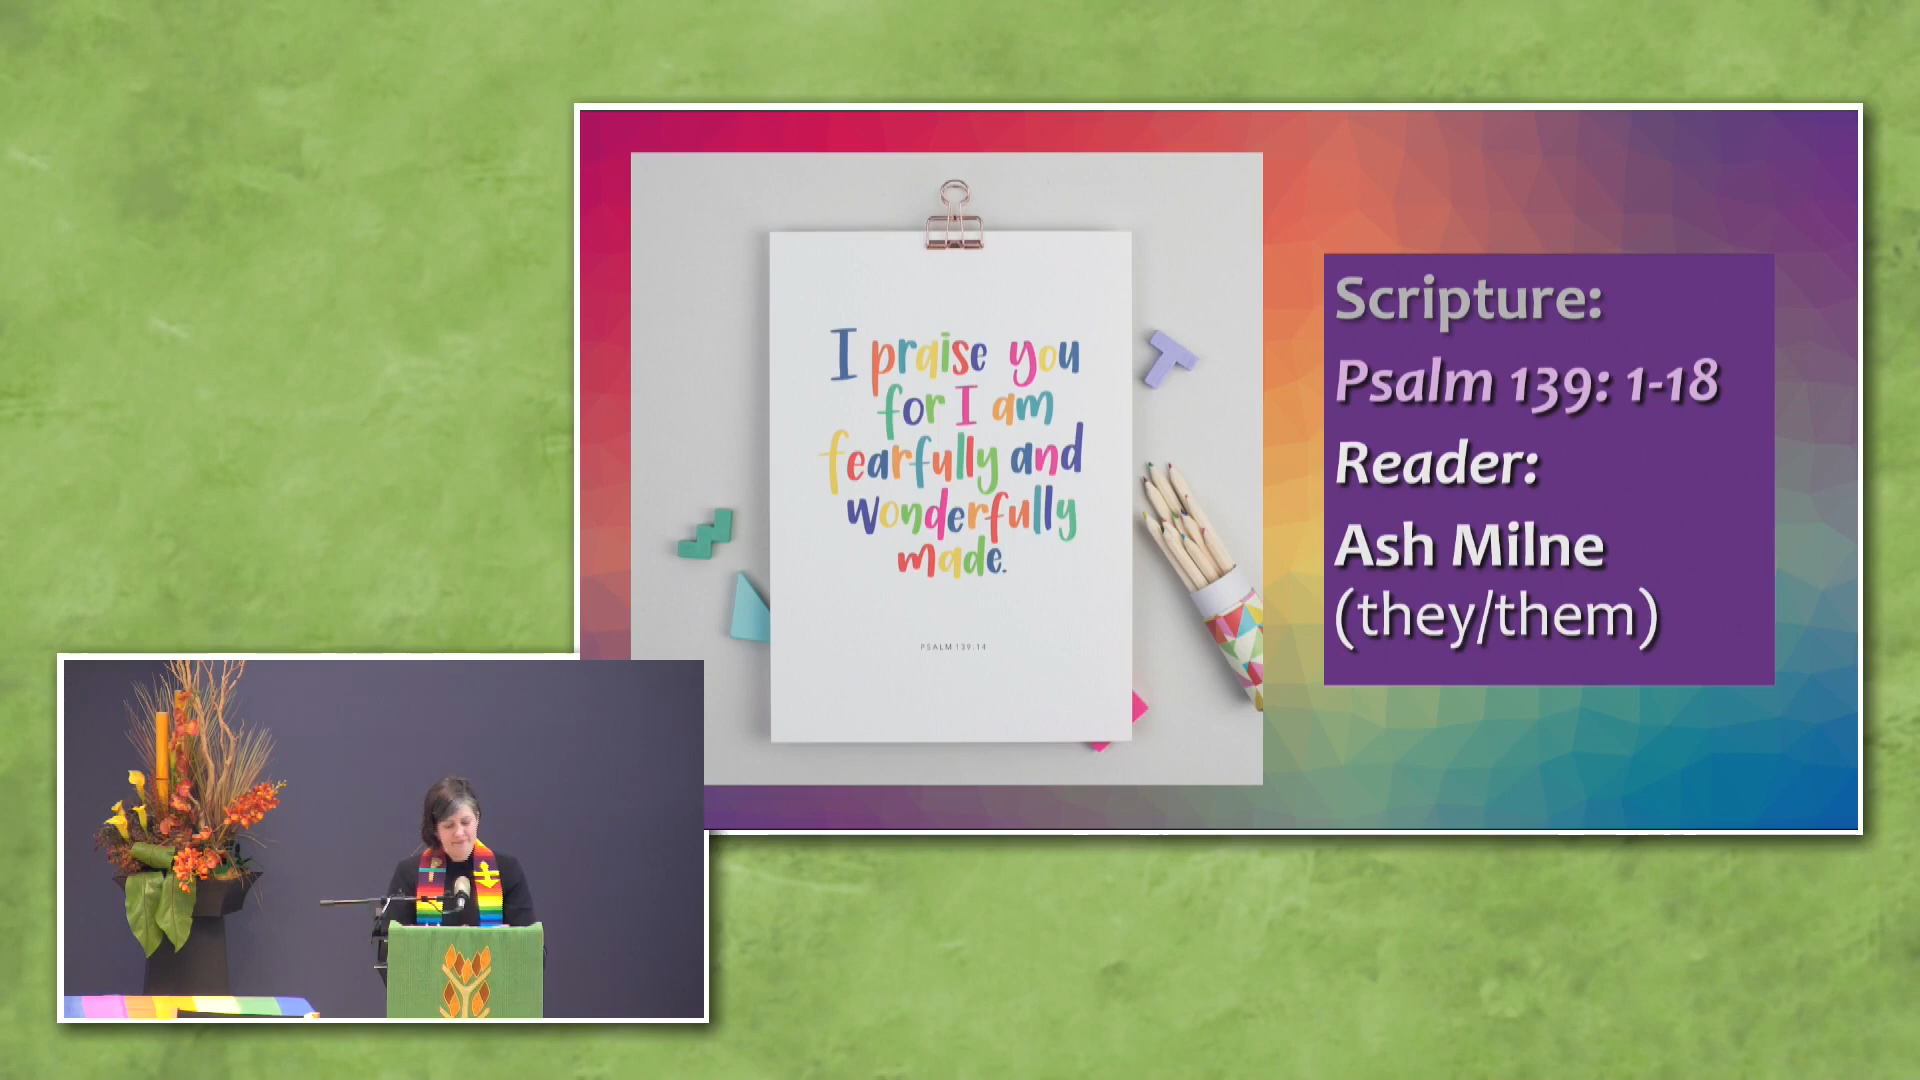 I praise you
for I am
fearfully and
wonderfully
made.
PSALM 139:14
Scripture:
Psalm 139: 1-18
Reader:
Ash Milne
(they/them)